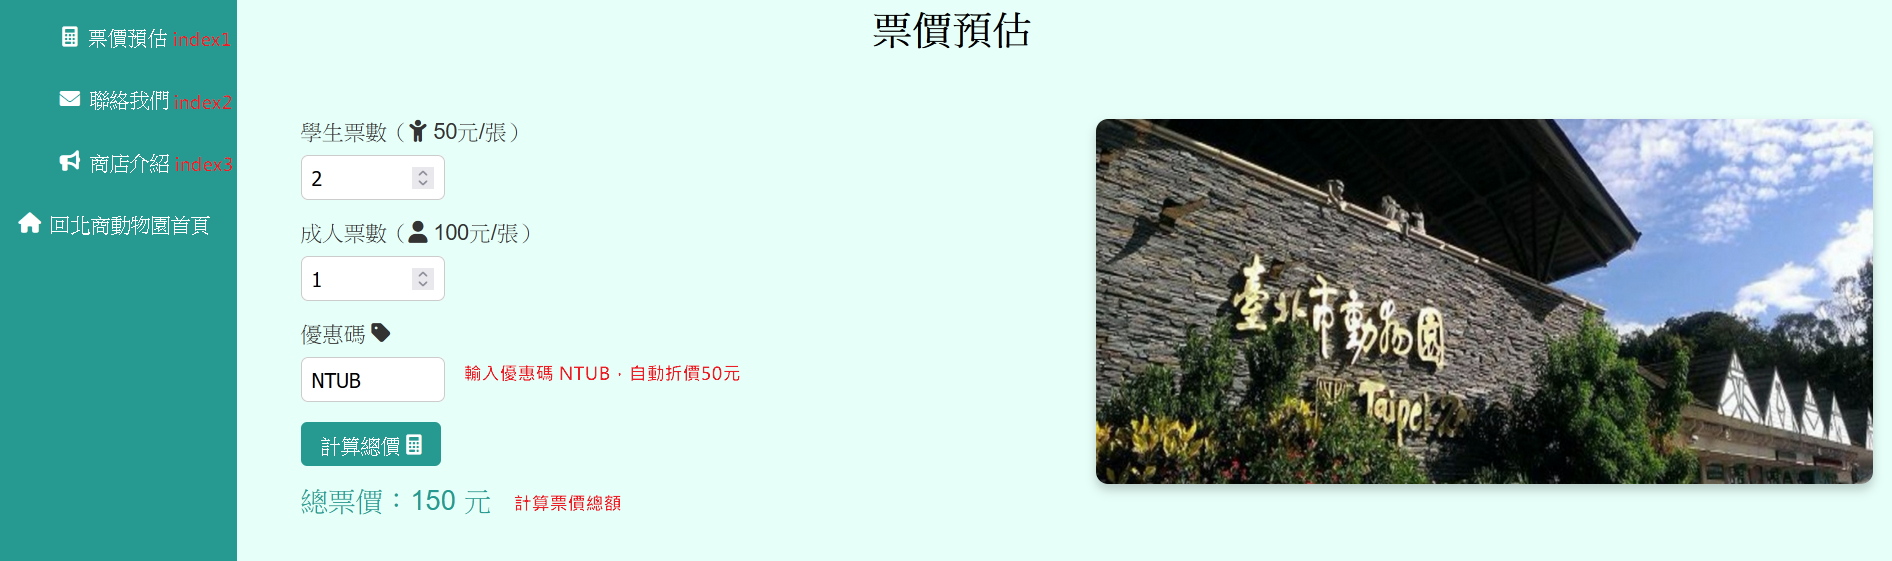 票價預估 index1
聯絡我們 index2
商店介紹 index3
回北商動物園首頁
票價預估
學生票數（ 50元/張）
2
成人票數（ 100元/張）
1
優惠碼
NTUB
輸入優惠碼 NTUB，自動折價50元
計算總價
總票價：150 元
計算票價總額
臺北市動物園
Taipei